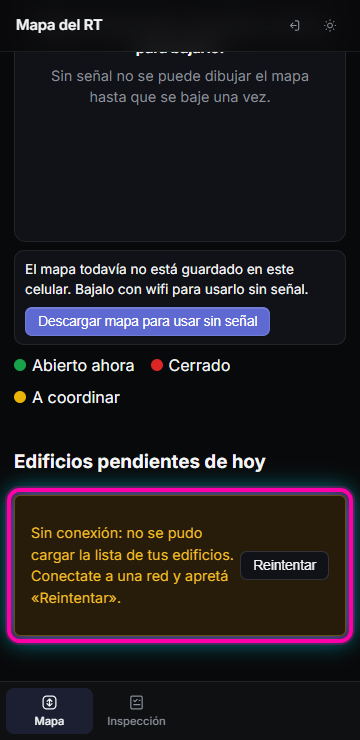 Mapa del RT
para bajarlo.
Sin señal no se puede dibujar el mapa
hasta que se baje una vez.
El mapa todavía no está guardado en este
celular. Bajalo con wifi para usarlo sin señal.
Descargar mapa para usar sin señal
Abierto ahora
Cerrado
A coordinar
Edificios pendientes de hoy
Sin conexión: no se pudo
cargar la lista de tus edificios.
Conectate a una red y apretá
«Reintentar».
Reintentar
Mapa
Inspección